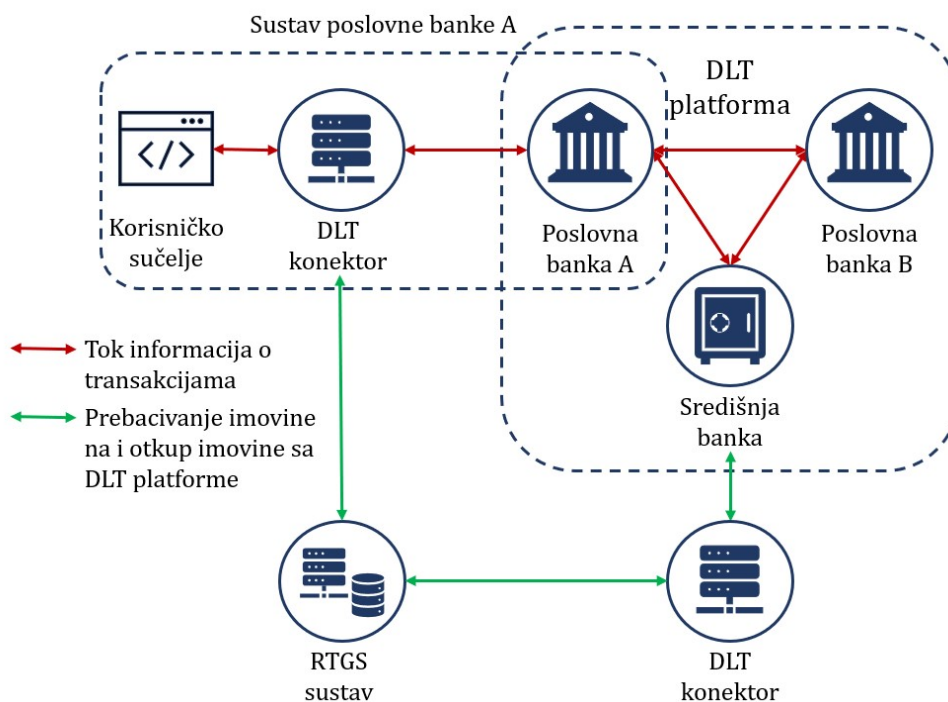 Sustav poslovne banke A
DLT
platforma
</>
Korisničko
sučelje
DLT
konektor
Poslovna
banka A
Poslovna
banka B
Tok informacija o
transakcijama
Prebacivanje imovine
na i otkup imovine sa
DLT platforme
Središnja
banka
RTGS
sustav
DLT
konektor